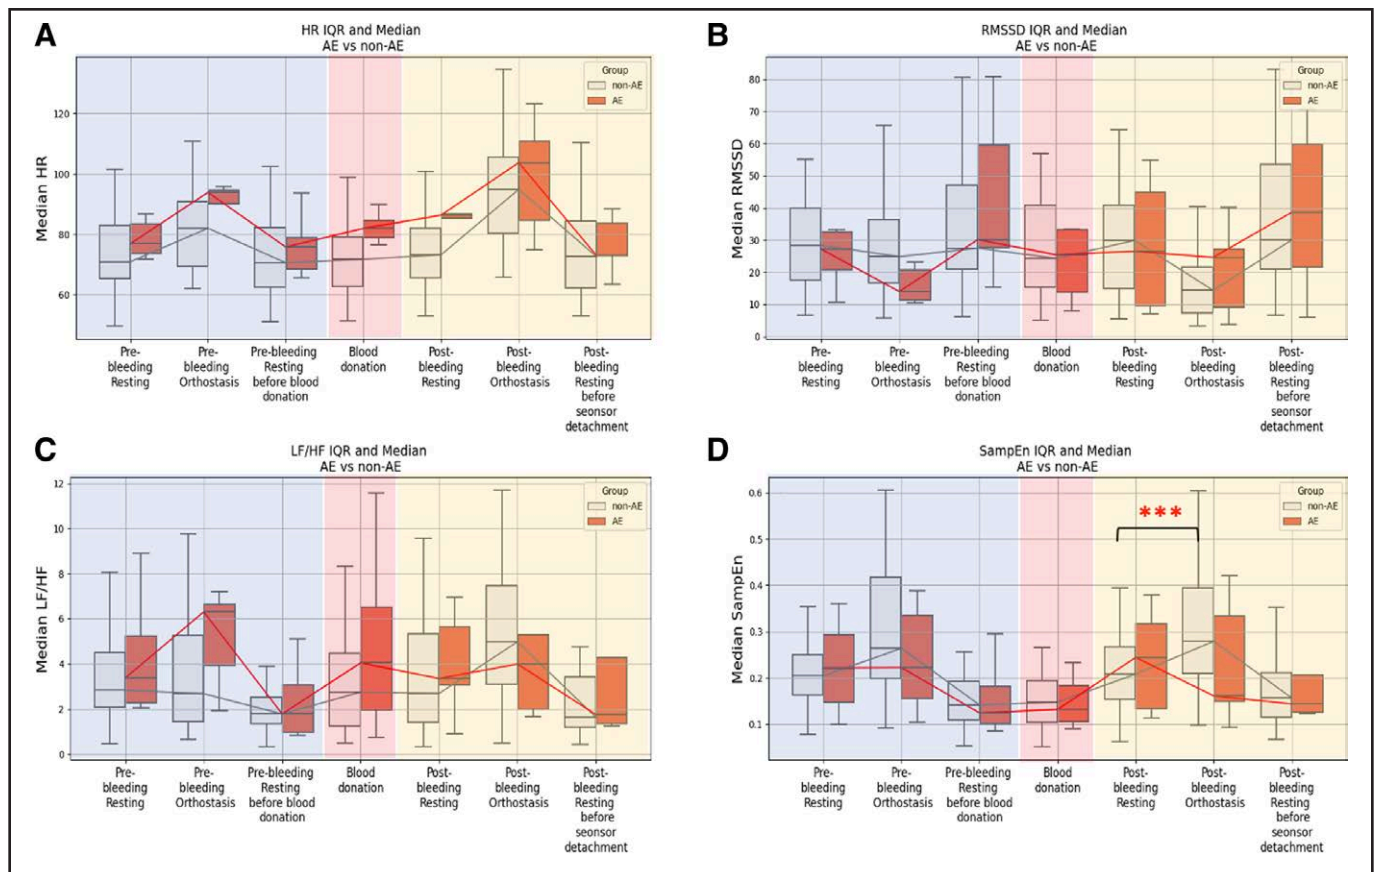 A
HR IQR and Median
AE vs non-AE
Median HR
120
100
80
60
Group
non-AE
AE
Pre-
bleeding
Resting
Pre-
bleeding
Orthostasis
Pre-bleeding
Resting
before blood
donation
Blood
donation
Post-
bleeding
Resting
Post-
bleeding
Orthostasis
Post-
bleeding
Resting
before
seonsor
detachment
B
RMSSD IQR and Median
AE vs non-AE
Median RMSSD
80
70
60
50
40
30
20
10
0
Group
non-AE
AE
Pre-
bleeding
Resting
Pre-
bleeding
Orthostasis
Pre-bleeding
Resting
before blood
donation
Blood
donation
Post-
bleeding
Resting
Post-
bleeding
Orthostasis
Post-
bleeding
Resting
before
seonsor
detachment
C
LF/HF IQR and Median
AE vs non-AE
Median LF/HF
12
10
8
6
4
2
0
Group
non-AE
AE
Pre-
bleeding
Resting
Pre-
bleeding
Orthostasis
Pre-bleeding
Resting
before blood
donation
Blood
donation
Post-
bleeding
Resting
Post-
bleeding
Orthostasis
Post-
bleeding
Resting
before
seonsor
detachment
D
SampEn IQR and Median
AE vs non-AE
Median SampEn
0.6
0.5
0.4
0.3
0.2
0.1
***
Group
non-AE
AE
Pre-
bleeding
Resting
Pre-
bleeding
Orthostasis
Pre-bleeding
Resting
before blood
donation
Blood
donation
Post-
bleeding
Resting
Post-
bleeding
Orthostasis
Post-
bleeding
Resting
before
seonsor
detachment